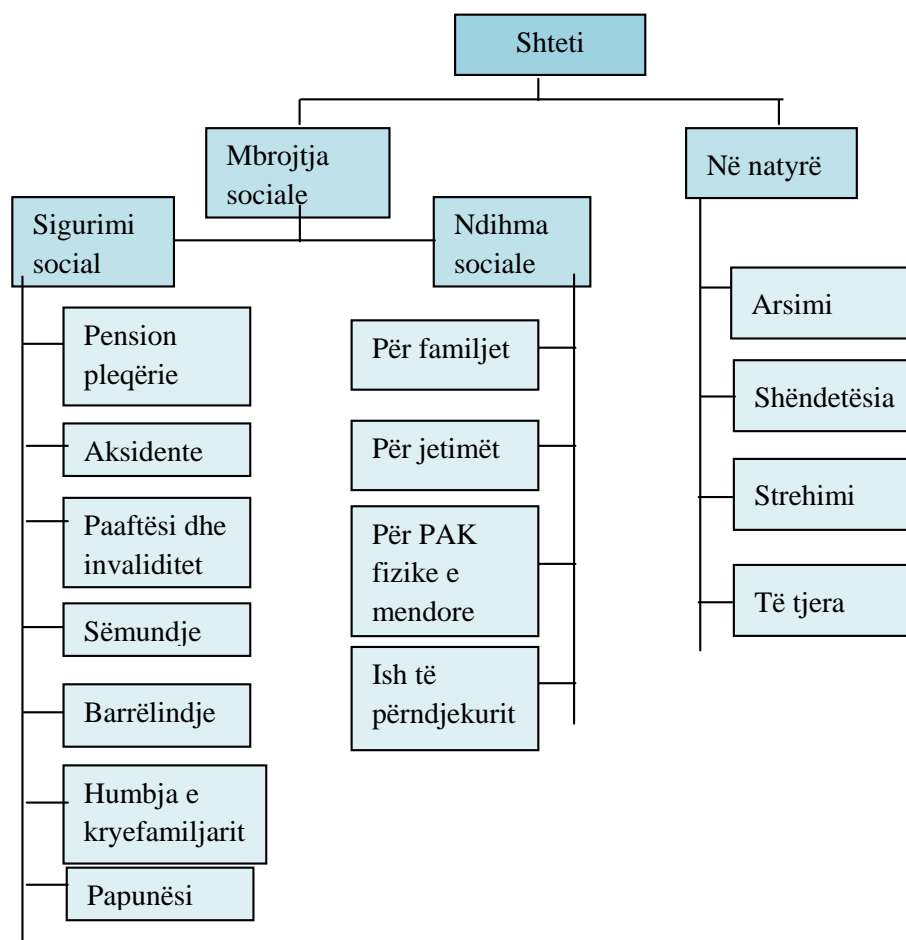 Shteti
Mbrojtja
sociale
Në natyrë
Sigurimi
social
Ndihma
sociale
Pension
pleqërie
Aksidente
Paaftësi dhe
invaliditet
Sëmundje
Barrëlindje
Humbja e
kryefamiljarit
Papunësi
Për familjet
Për jetimët
Për PAK
fizike e
mendore
Ish të
përndjekurit
Arsimi
Shëndetësia
Strehimi
Të tjera